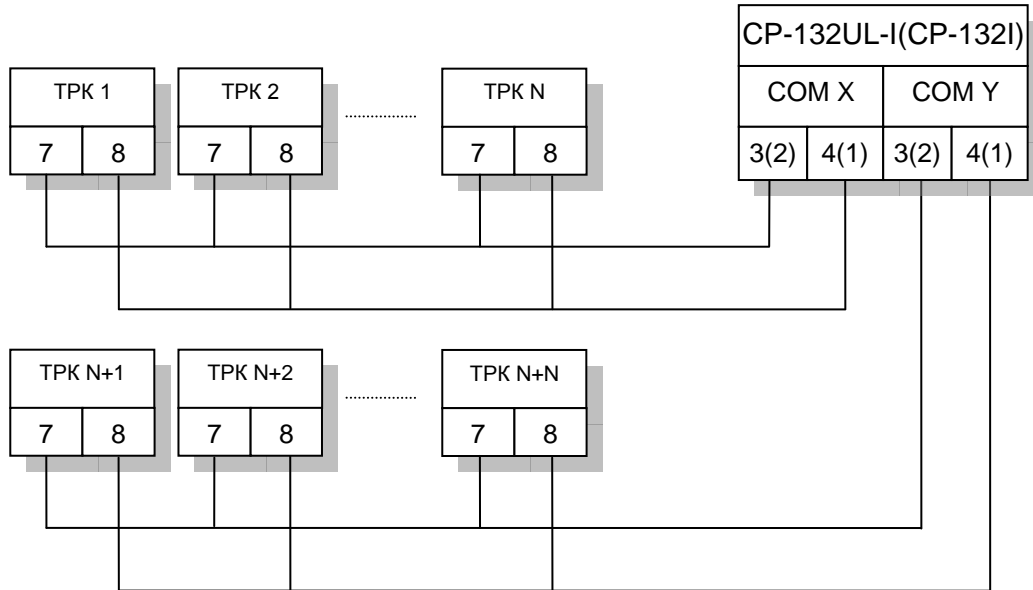 CP-132UL-I(CP-132I)
COM X COM Y
3(2) 4(1) 3(2) 4(1)
ТРК 1 ТРК 2 ................ ТРК N
7 8 7 8 7 8
ТРК N+1 ТРК N+2 ................ ТРК N+N
7 8 7 8 7 8